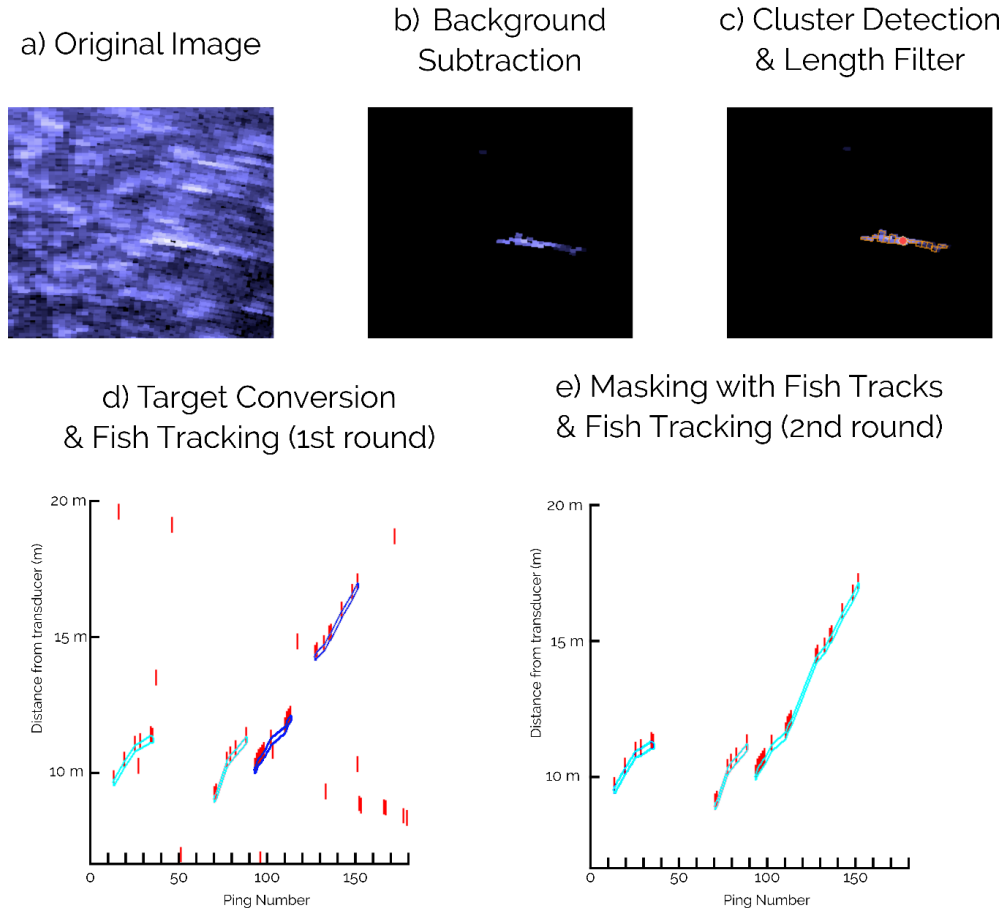 a) Original Image
b) Background
Subtraction
c) Cluster Detection
& Length Filter
d) Target Conversion
& Fish Tracking (1st round)
20 m
15 m
10 m
Distance from transducer (m)
0
50
100
150
Ping Number
e) Masking with Fish Tracks
& Fish Tracking (2nd round)
20 m
15 m
10 m
Distance from transducer (m)
0
50
100
150
Ping Number